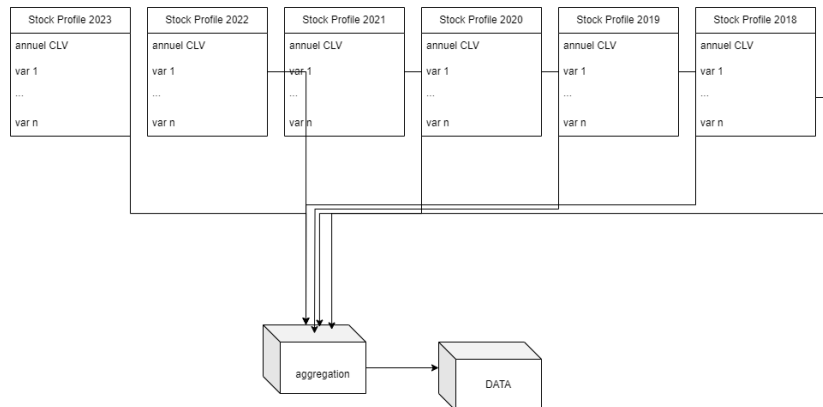 Stock Profile 2023
annuel CLV
var 1
...
var n
Stock Profile 2022
annuel CLV
var 1
...
var n
Stock Profile 2021
annuel CLV
var 1
...
var n
Stock Profile 2020
annuel CLV
var 1
...
var n
Stock Profile 2019
annuel CLV
var 1
...
var n
Stock Profile 2018
annuel CLV
var 1
...
var n
aggregation
DATA